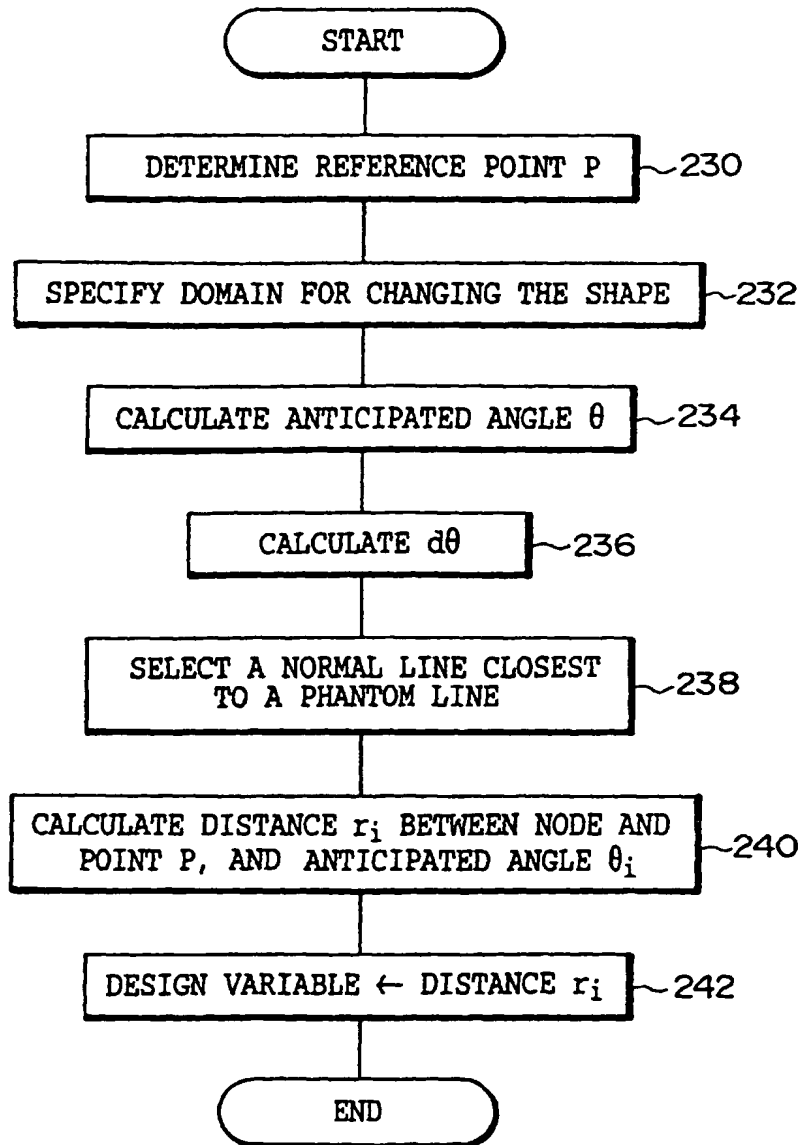 START
DETERMINE REFERENCE POINT P
230
SPECIFY DOMAIN FOR CHANGING THE SHAPE
232
CALCULATE ANTICIPATED ANGLE θ
234
CALCULATE dθ
236
SELECT A NORMAL LINE CLOSEST
TO A PHANTOM LINE
238
CALCULATE DISTANCE ri BETWEEN NODE AND
POINT P, AND ANTICIPATED ANGLE θi
240
DESIGN VARIABLE ← DISTANCE ri
242
END